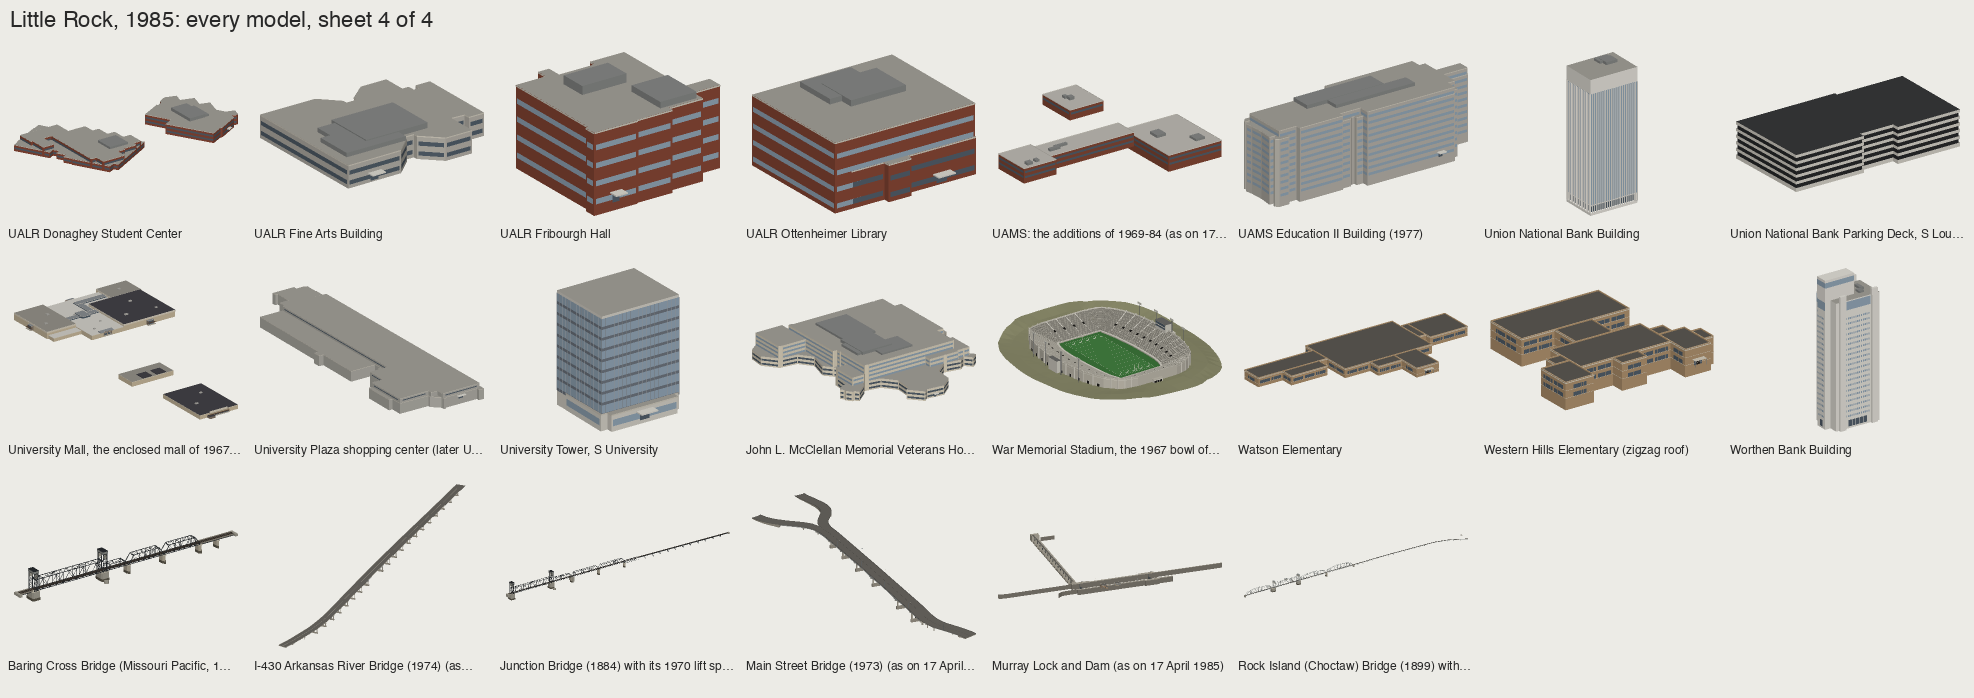 Little Rock, 1985: every model, sheet 4 of 4
UALR Donaghey Student Center
UALR Fine Arts Building
UALR Fribourgh Hall
UALR Ottenheimer Library
UAMS: the additions of 1969-84 (as on 17...
UAMS Education II Building (1977)
Union National Bank Building
Union National Bank Parking Deck, S Lou...
University Mall, the enclosed mall of 1967...
University Plaza shopping center (later U...
University Tower, S University
John L. McClellan Memorial Veterans Ho...
War Memorial Stadium, the 1967 bowl of...
Watson Elementary
Western Hills Elementary (zigzag roof)
Worthen Bank Building
Baring Cross Bridge (Missouri Pacific, 1...
I-430 Arkansas River Bridge (1974) (as...
Junction Bridge (1884) with its 1970 lift sp...
Main Street Bridge (1973) (as on 17 April...
Murray Lock and Dam (as on 17 April 1985)
Rock Island (Choctaw) Bridge (1899) with...